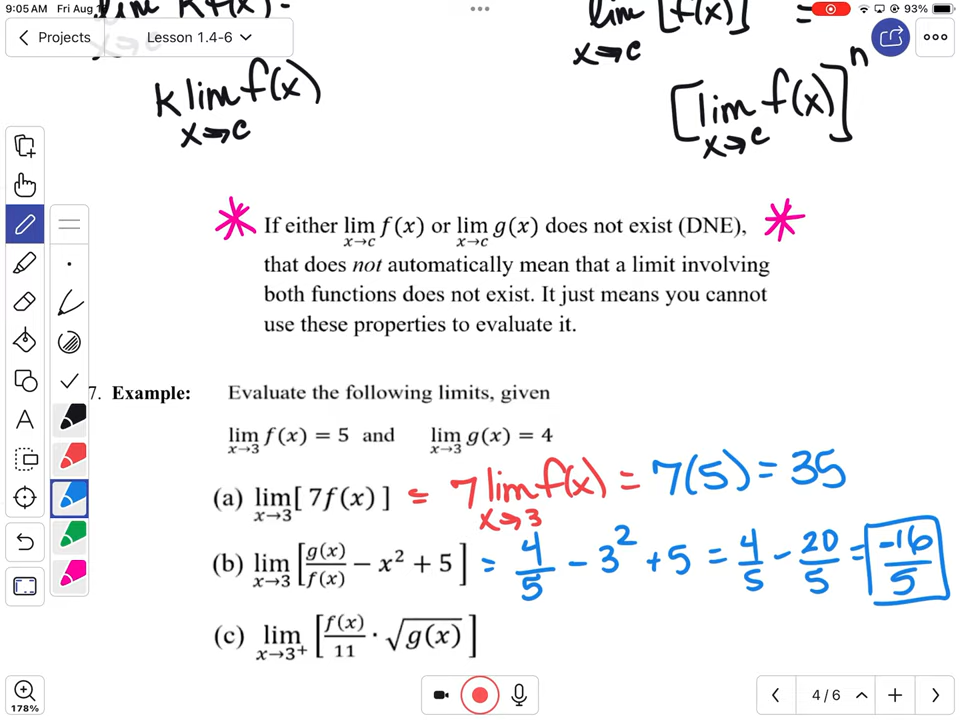 9:05 AM Fri Aug 93%
lim Kf(x) lim [f(x)] =
x→c
Projects Lesson 1.4-6
K lim f(x)
x→c
[lim f(x)]ⁿ
x→c
If either lim f(x) or lim g(x) does not exist (DNE),
x→c x→c
that does not automatically mean that a limit involving
both functions does not exist. It just means you cannot
use these properties to evaluate it.
7. Example: Evaluate the following limits, given
lim f(x) = 5 and lim g(x) = 4
x→3 x→3
(a) lim[ 7f(x) ] = 7 lim f(x) = 7(5) = 35
x→3 x→3
(b) lim [g(x)/f(x) − x² + 5] = 4/5 − 3² + 5 = 4/5 − 20/5 = −16/5
x→3
(c) lim [f(x)/11 · √g(x)]
x→3⁺
A
178%
4 / 6